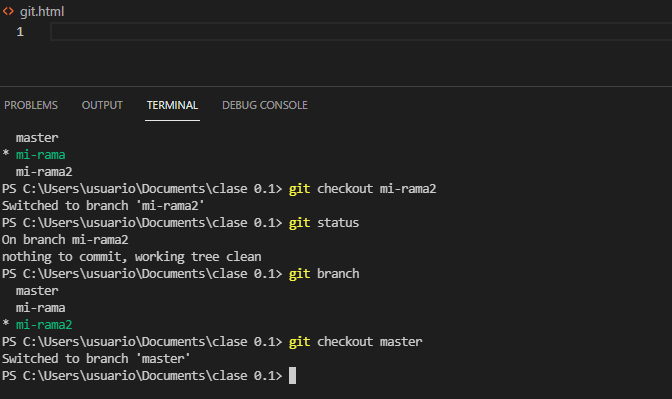 <> git.html
1
PROBLEMS OUTPUT TERMINAL DEBUG CONSOLE
master
* mi-rama
mi-rama2
PS C:\Users\usuario\Documents\clase 0.1> git checkout mi-rama2
Switched to branch 'mi-rama2'
PS C:\Users\usuario\Documents\clase 0.1> git status
On branch mi-rama2
nothing to commit, working tree clean
PS C:\Users\usuario\Documents\clase 0.1> git branch
master
mi-rama
* mi-rama2
PS C:\Users\usuario\Documents\clase 0.1> git checkout master
Switched to branch 'master'
PS C:\Users\usuario\Documents\clase 0.1>